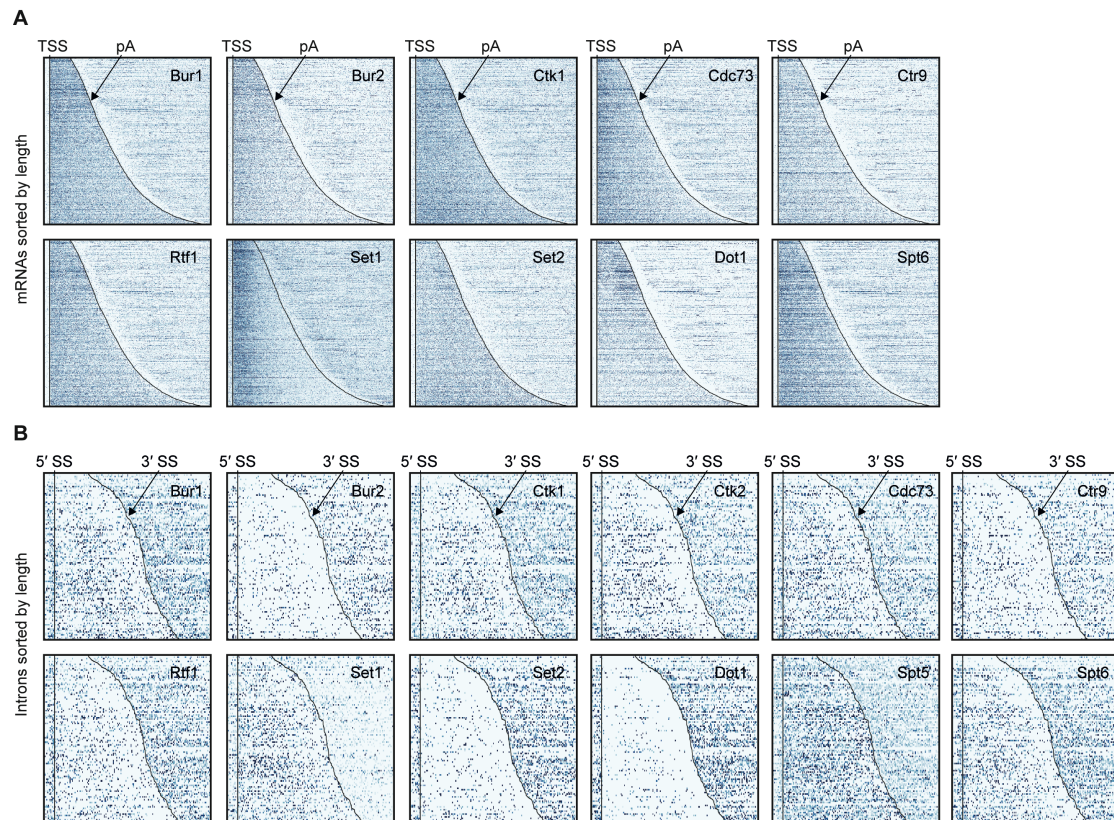 A
TSS pA TSS pA TSS pA TSS pA TSS pA
Bur1 Bur2 Ctk1 Cdc73 Ctr9
mRNAs sorted by length
Rtf1 Set1 Set2 Dot1 Spt6
B
5′ SS 3′ SS 5′ SS 3′ SS 5′ SS 3′ SS 5′ SS 3′ SS 5′ SS 3′ SS 5′ SS 3′ SS
Bur1 Bur2 Ctk1 Ctk2 Cdc73 Ctr9
Introns sorted by length
Rtf1 Set1 Set2 Dot1 Spt5 Spt6